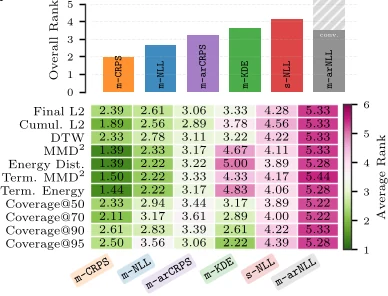 5
4
3
2
1
0
Overall Rank
m-CRPS
m-NLL
m-arCRPS
m-KDE
s-NLL
m-arNLL
conv.
Final L2 2.39 2.61 3.06 3.33 4.28 5.33
Cumul. L2 1.89 2.56 2.89 3.78 4.56 5.33
DTW 2.33 2.78 3.11 3.22 4.22 5.33
MMD² 1.39 2.33 3.17 4.67 4.11 5.33
Energy Dist. 1.39 2.22 3.22 5.00 3.89 5.28
Term. MMD² 1.50 2.22 3.33 4.33 4.17 5.44
Term. Energy 1.44 2.22 3.17 4.83 4.06 5.28
Coverage@50 2.33 2.94 3.44 3.17 3.89 5.22
Coverage@70 2.11 3.17 3.61 2.89 4.00 5.22
Coverage@90 2.61 2.83 3.39 2.61 4.22 5.33
Coverage@95 2.50 3.56 3.06 2.22 4.39 5.28
m-CRPS
m-NLL
m-arCRPS
m-KDE
s-NLL
m-arNLL
6
5
4
3
2
1
Average Rank